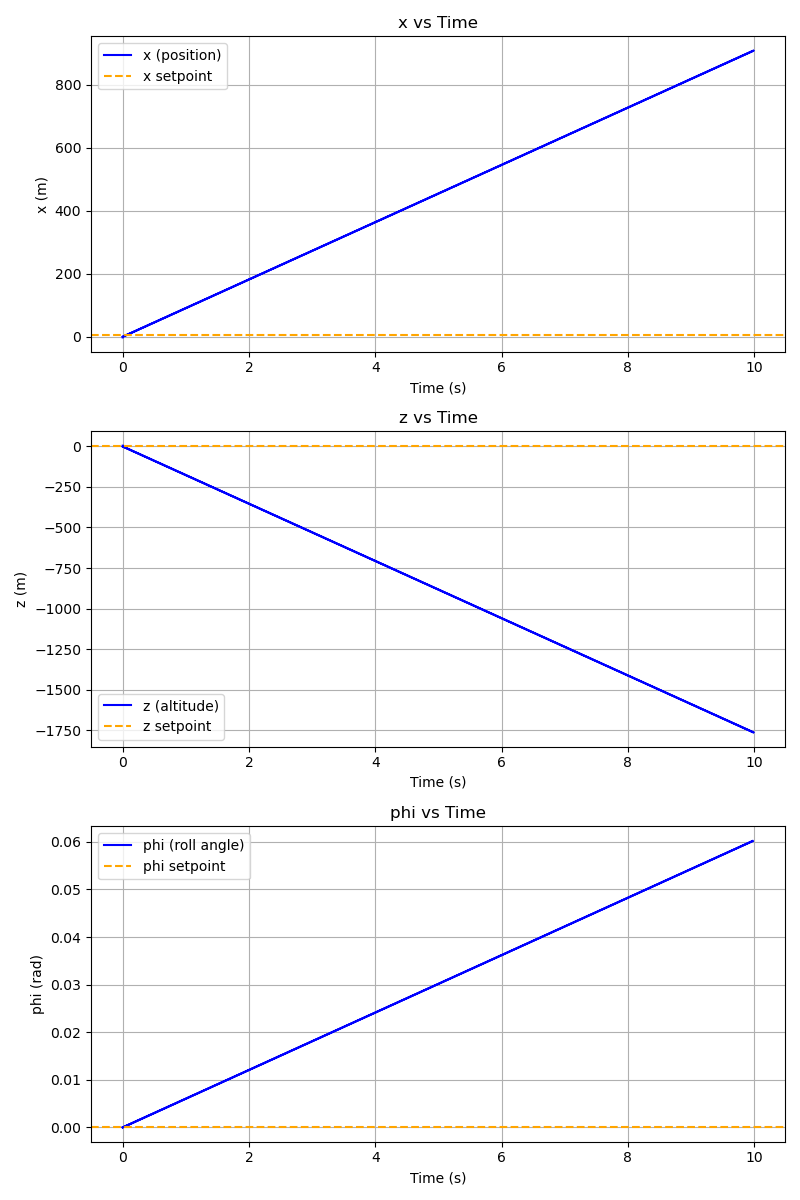 x vs Time
x (position)
x setpoint
800
600
400
200
0
x (m)
0 2 4 6 8 10
Time (s)
z vs Time
0
−250
−500
−750
−1000
−1250
−1500
−1750
z (m)
z (altitude)
z setpoint
0 2 4 6 8 10
Time (s)
phi vs Time
phi (roll angle)
phi setpoint
0.06
0.05
0.04
0.03
0.02
0.01
0.00
phi (rad)
0 2 4 6 8 10
Time (s)